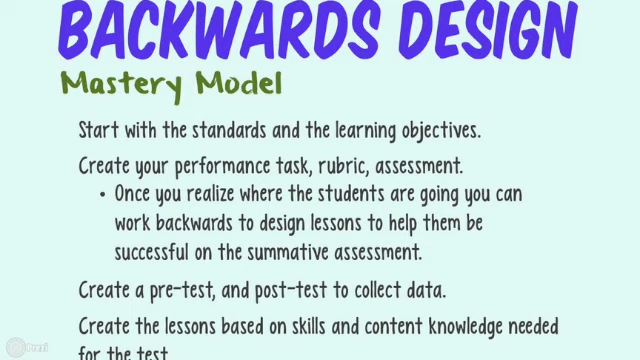 BACKWARDS DESIGN
Mastery Model
Start with the standards and the learning objectives.
Create your performance task, rubric, assessment.
• Once you realize where the students are going you can
work backwards to design lessons to help them be
successful on the summative assessment.
Create a pre-test, and post-test to collect data.
Create the lessons based on skills and content knowledge needed
for the test
Prezi